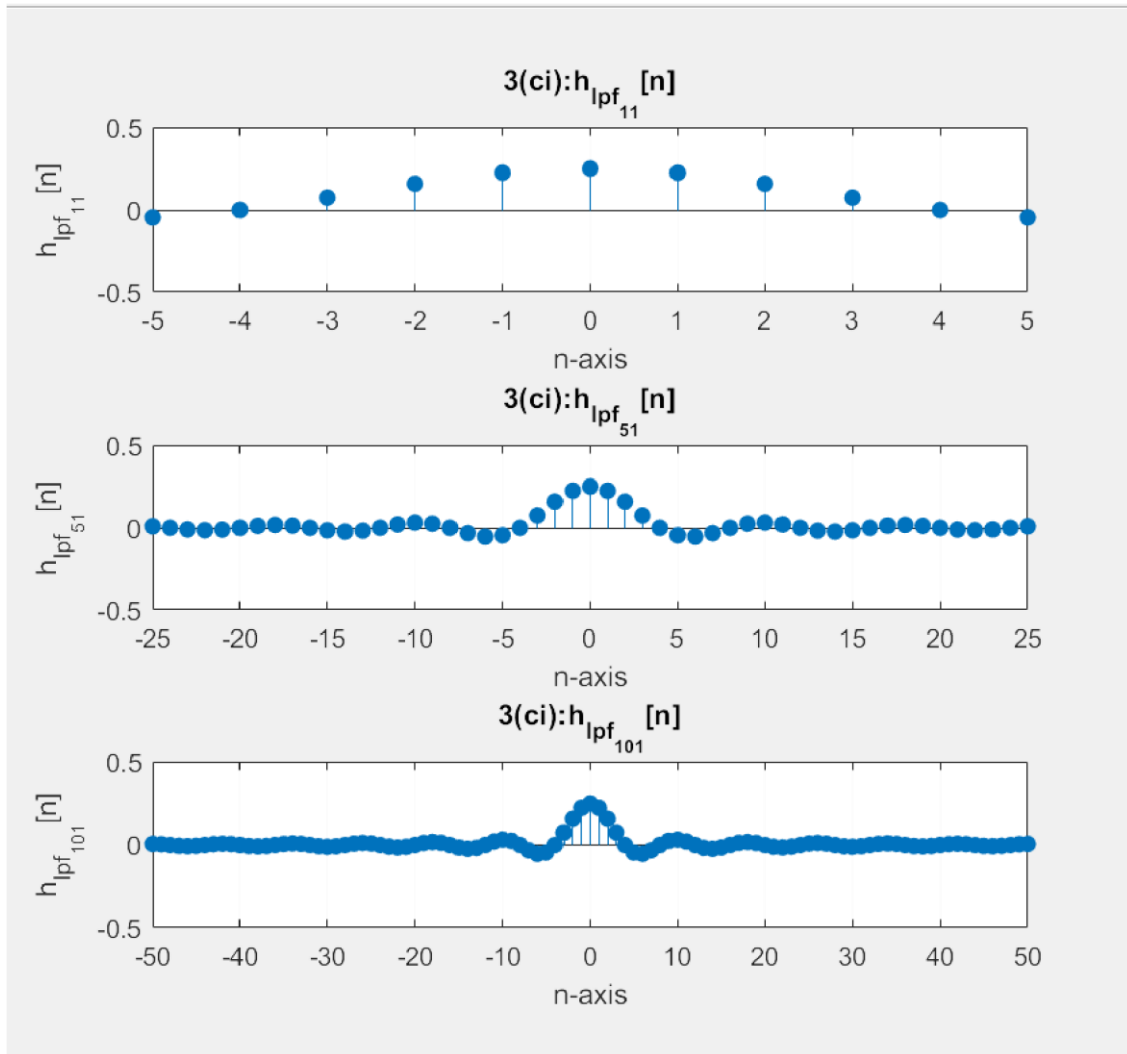 3(ci):h_lpf_11 [n]
0.5
0
-0.5
h_lpf_11 [n]
-5 -4 -3 -2 -1 0 1 2 3 4 5
n-axis
3(ci):h_lpf_51 [n]
0.5
0
-0.5
h_lpf_51 [n]
-25 -20 -15 -10 -5 0 5 10 15 20 25
n-axis
3(ci):h_lpf_101 [n]
0.5
0
-0.5
h_lpf_101 [n]
-50 -40 -30 -20 -10 0 10 20 30 40 50
n-axis